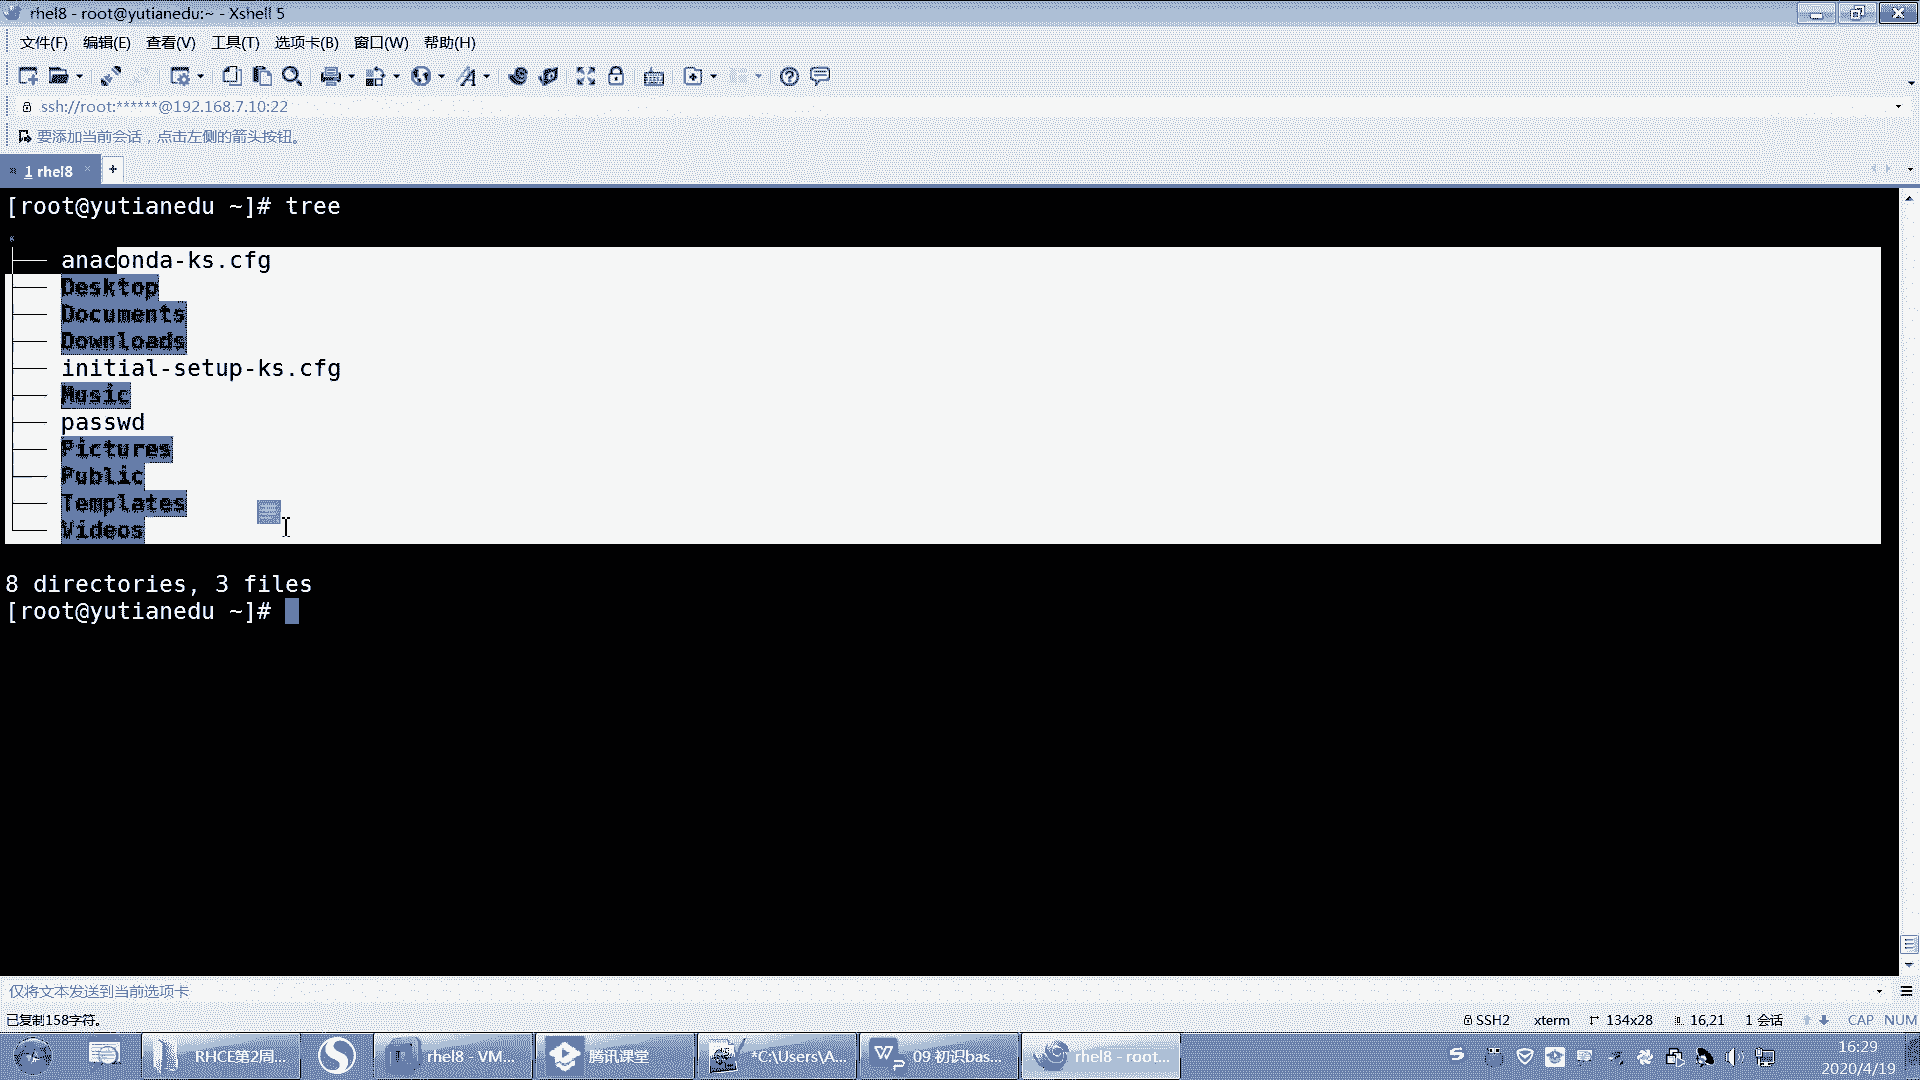 rhel8 - root@yutianedu:~ - Xshell 5
文件(F) 编辑(E) 查看(V) 工具(T) 选项卡(B) 窗口(W) 帮助(H)
ssh://root:******@192.168.7.10:22
要添加当前会话，点击左侧的箭头按钮。
1 rhel8
[root@yutianedu ~]# tree
.
├── anaconda-ks.cfg
├── Desktop
├── Documents
├── Downloads
├── initial-setup-ks.cfg
├── Music
├── passwd
├── Pictures
├── Public
├── Templates
└── Videos
8 directories, 3 files
[root@yutianedu ~]#
仅将文本发送到当前选项卡
已复制158字符。 SSH2 xterm 134x28 16,21 1 会话 CAP NUM
RHCE第2周... rhel8 - VM... 腾讯课堂 *C:\Users\A... 09 初识bas... rhel8 - root... 16:29
2020/4/19